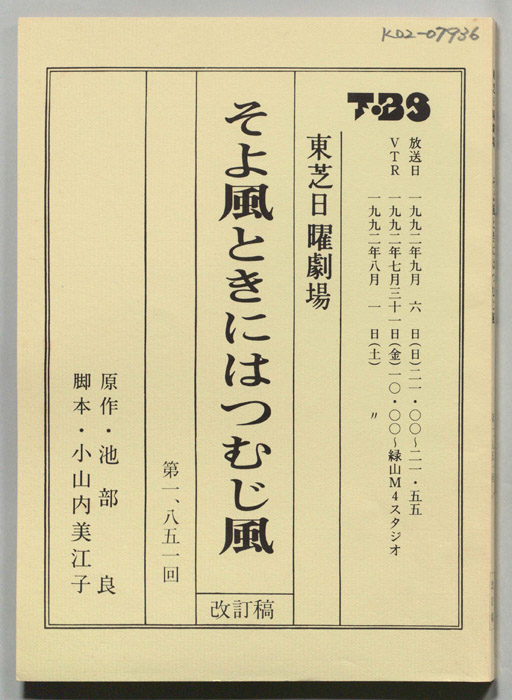 KD2-07936
T・BS
放送日 一九九二年九月 六 日(日)二一・〇〇～二一・五五
VTR 一九九二年七月三十一日(金)一〇・〇〇～緑山M4スタジオ
一九九二年八月 一 日(土) 〃
東芝日曜劇場
そよ風ときにはつむじ風
改訂稿
第一、八五一回
原作・池部 良
脚本・小山内美江子